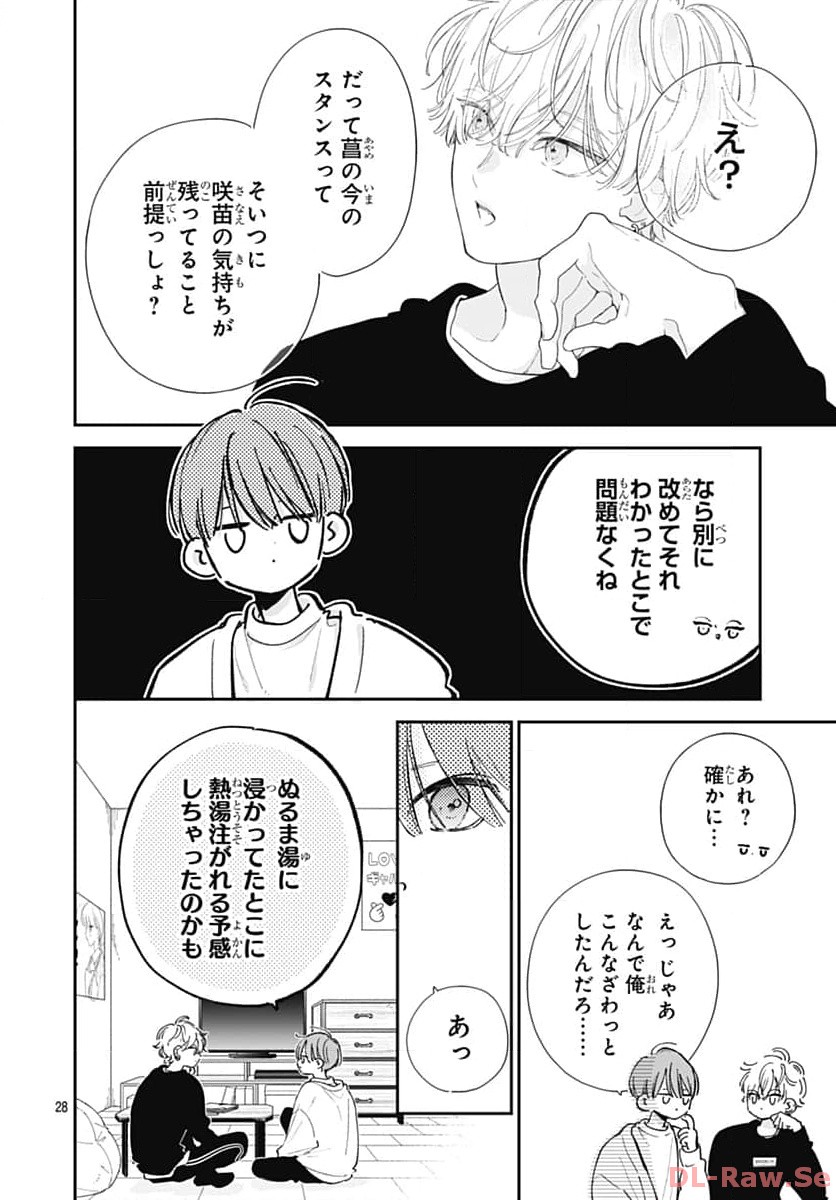 え？
だって菖の今の
スタンスって
そいつに
咲苗の気持ちが
残ってること
前提っしょ？
なら別に
改めてそれ
わかったとこで
問題なくね
あれ？
確かに…
えっ じゃあ
なんで俺
こんなざわっと
したんだろ……
あっ
ぬるま湯に
浸かってたとこに
熱湯注がれる予感
しちゃったのかも
LOV
ギャル
28
DL-Raw.Se